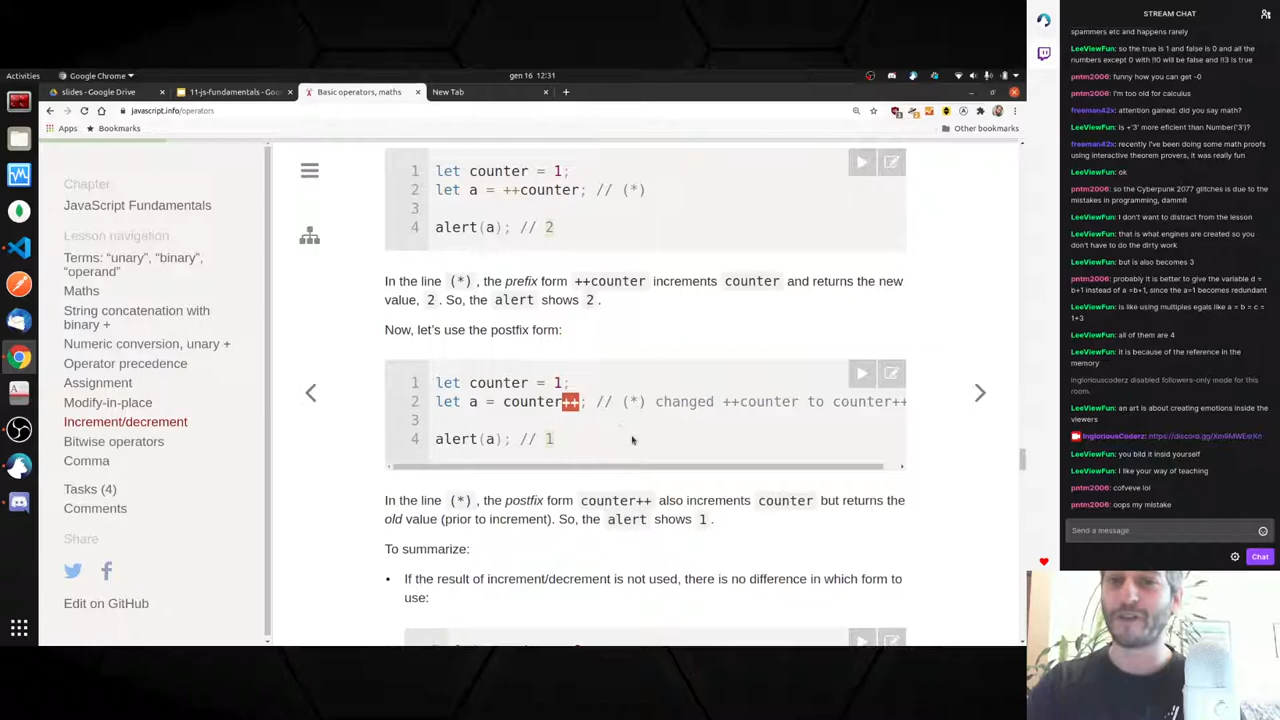 STREAM CHAT
spammers etc and happens rarely
LeeViewFun: so the true is 1 and false is 0 and all the
numbers except 0 with !!0 will be false and !!3 is true
pntm2006: funny how you can get -0
pntm2006: I'm too old for calculus
freeman42x: attention gained: did you say math?
LeeViewFun: Is +'3' more eficient than Number('3')?
freeman42x: recently I've been doing some math proofs
using interactive theorem provers, it was really fun
LeeViewFun: ok
pntm2006: so the Cyberpunk 2077 glitches is due to the
mistakes in programming, dammit
LeeViewFun: I don't want to distract from the lesson
LeeViewFun: that is what engines are created so you
don't have to do the dirty work
LeeViewFun: but is also becomes 3
pntm2006: probably it is better to give the variable d =
b+1 instead of a =b+1, since the a=1 becomes redundant
LeeViewFun: is like using multiples egals like a = b = c =
1+3
LeeViewFun: all of them are 4
LeeViewFun: It is because of the reference in the
memory
ingloriouscoderz disabled followers-only mode for this
room.
LeeViewFun: an art is about creating emotions inside the
viewers
IngloriousCoderz: https://discord.gg/Xm9MWEerKn
LeeViewFun: you bild it insid yourself
LeeViewFun: I like your way of teaching
pntm2006: cofveve lol
pntm2006: oops my mistake
Send a message
Chat
Activities
Google Chrome
gen 16 12:31
slides - Google Drive
11-js-fundamentals - Goo
Basic operators, maths
New Tab
javascript.info/operators
Apps
Bookmarks
Other bookmarks
Chapter
JavaScript Fundamentals
Lesson navigation
Terms: “unary”, “binary”,
“operand”
Maths
String concatenation with
binary +
Numeric conversion, unary +
Operator precedence
Assignment
Modify-in-place
Increment/decrement
Bitwise operators
Comma
Tasks (4)
Comments
Share
Edit on GitHub
1 let counter = 1;
2 let a = ++counter; // (*)
3
4 alert(a); // 2
In the line (*), the prefix form ++counter increments counter and returns the new
value, 2. So, the alert shows 2.
Now, let’s use the postfix form:
1 let counter = 1;
2 let a = counter++; // (*) changed ++counter to counter++
3
4 alert(a); // 1
In the line (*), the postfix form counter++ also increments counter but returns the
old value (prior to increment). So, the alert shows 1.
To summarize:
• If the result of increment/decrement is not used, there is no difference in which form to
use: